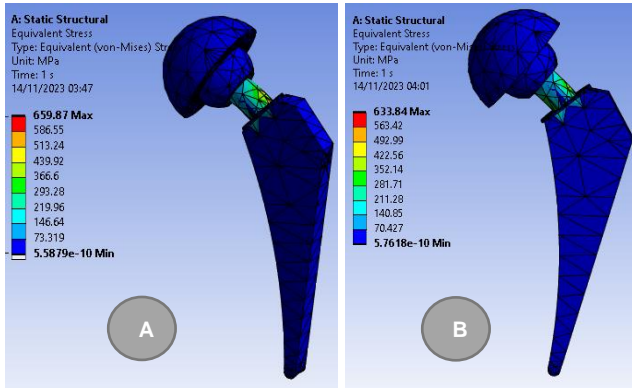 A: Static Structural
Equivalent Stress
Type: Equivalent (von-Mises) Str
Unit: MPa
Time: 1 s
14/11/2023 03:47
659.87 Max
586.55
513.24
439.92
366.6
293.28
219.96
146.64
73.319
5.5879e-10 Min
A
A: Static Structural
Equivalent Stress
Type: Equivalent (von-Mis
Unit: MPa
Time: 1 s
14/11/2023 04:01
633.84 Max
563.42
492.99
422.56
352.14
281.71
211.28
140.85
70.427
5.7618e-10 Min
B